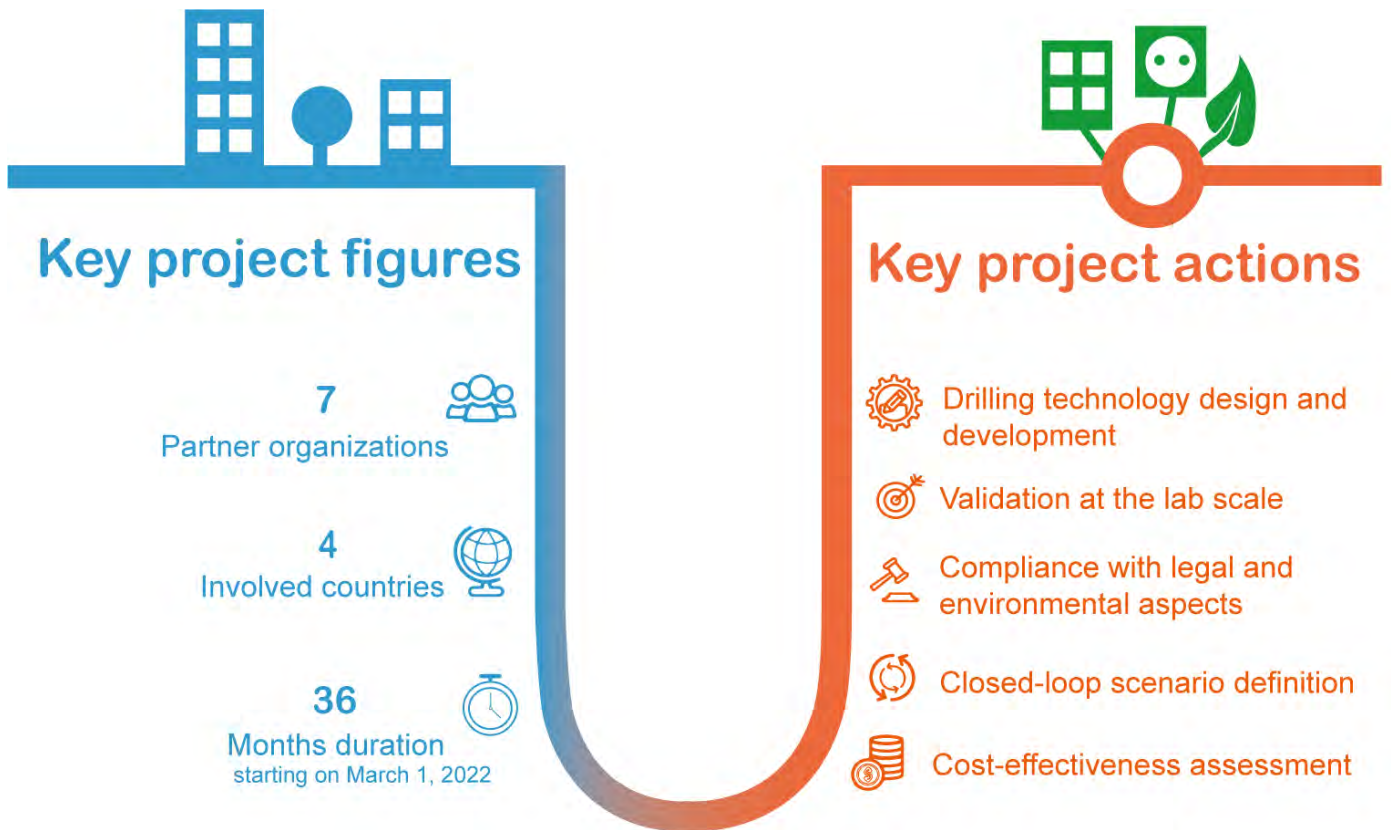 Key project figures
7
Partner organizations
4
Involved countries
36
Months duration
starting on March 1, 2022
Key project actions
Drilling technology design and
development
Validation at the lab scale
Compliance with legal and
environmental aspects
Closed-loop scenario definition
Cost-effectiveness assessment